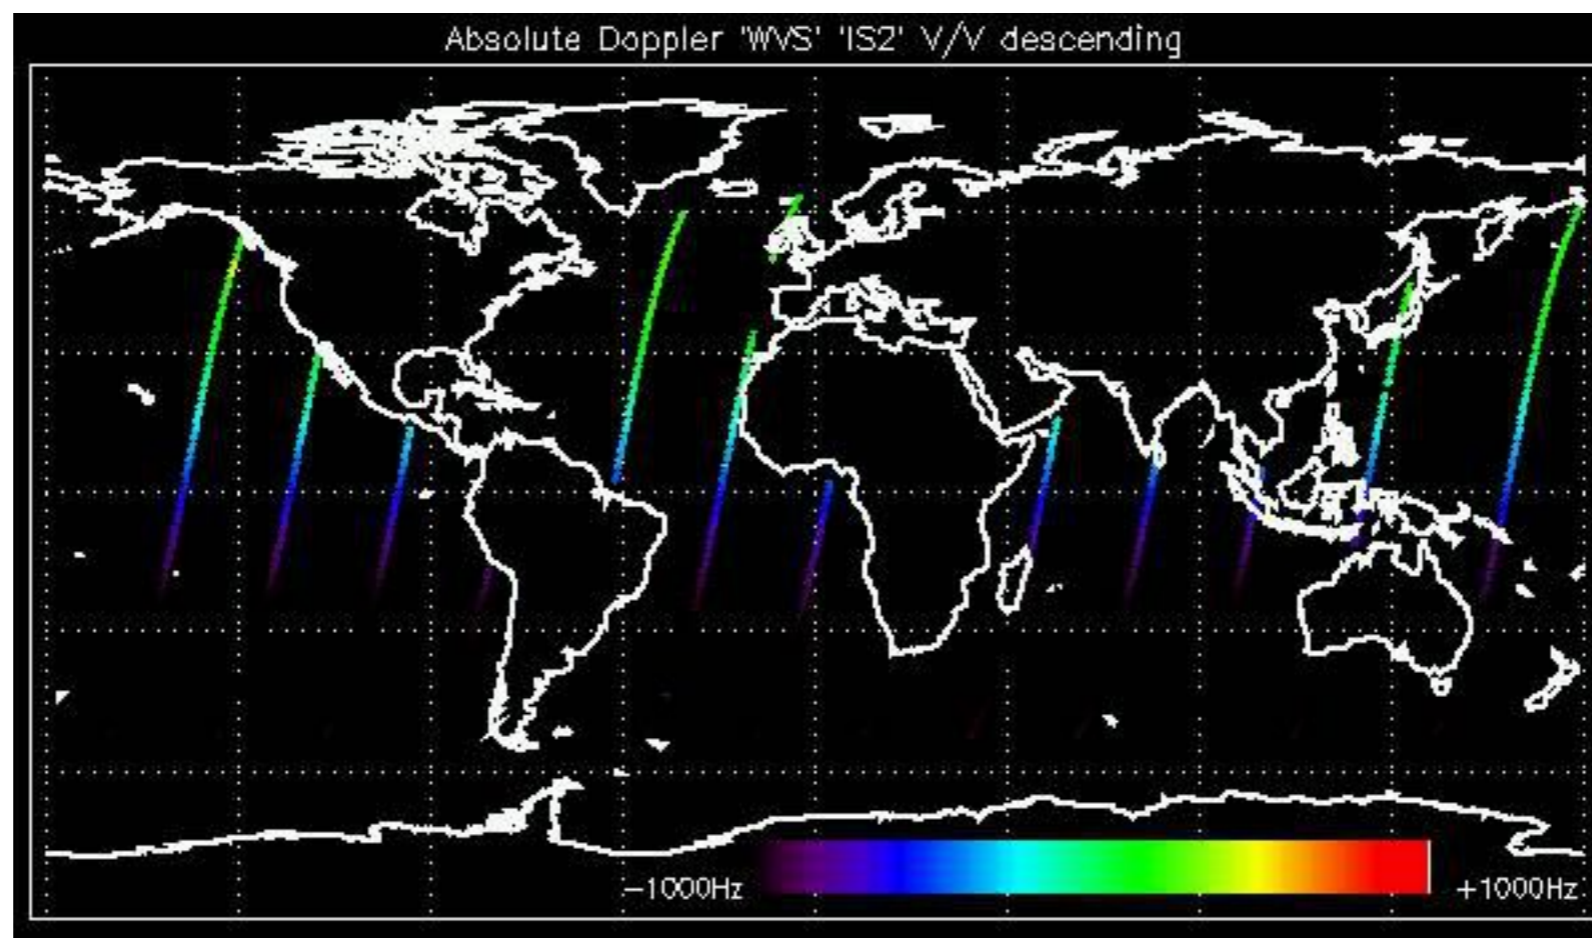 Absolute Doppler 'WVS' 'IS2' V/V descending
−1000Hz
+1000Hz